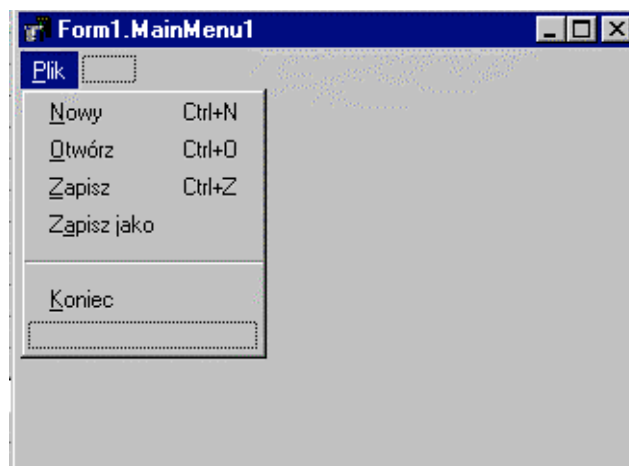 Form1.MainMenu1
Plik
Nowy Ctrl+N
Otwórz Ctrl+O
Zapisz Ctrl+Z
Zapisz jako
Koniec